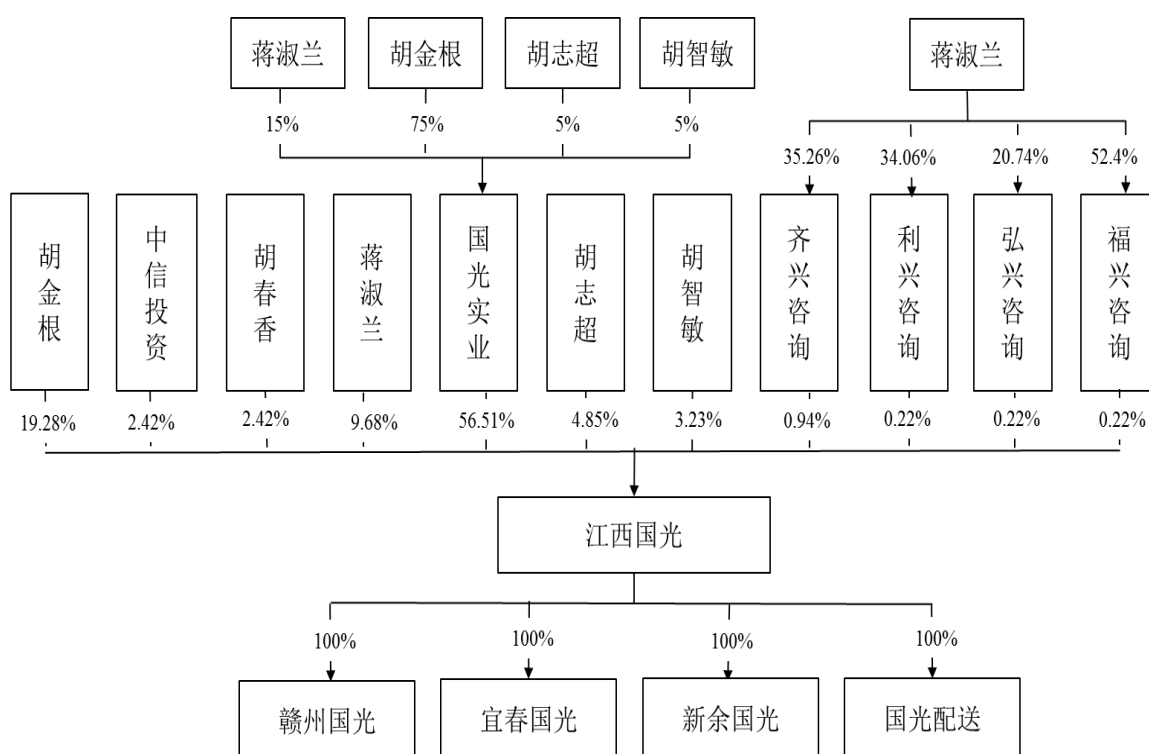 蒋淑兰
胡金根
胡志超
胡智敏
蒋淑兰
15%
75%
5%
5%
35.26%
34.06%
20.74%
52.4%
胡金根
中信投资
胡春香
蒋淑兰
国光实业
胡志超
胡智敏
齐兴咨询
利兴咨询
弘兴咨询
福兴咨询
19.28%
2.42%
2.42%
9.68%
56.51%
4.85%
3.23%
0.94%
0.22%
0.22%
0.22%
江西国光
100%
100%
100%
100%
赣州国光
宜春国光
新余国光
国光配送